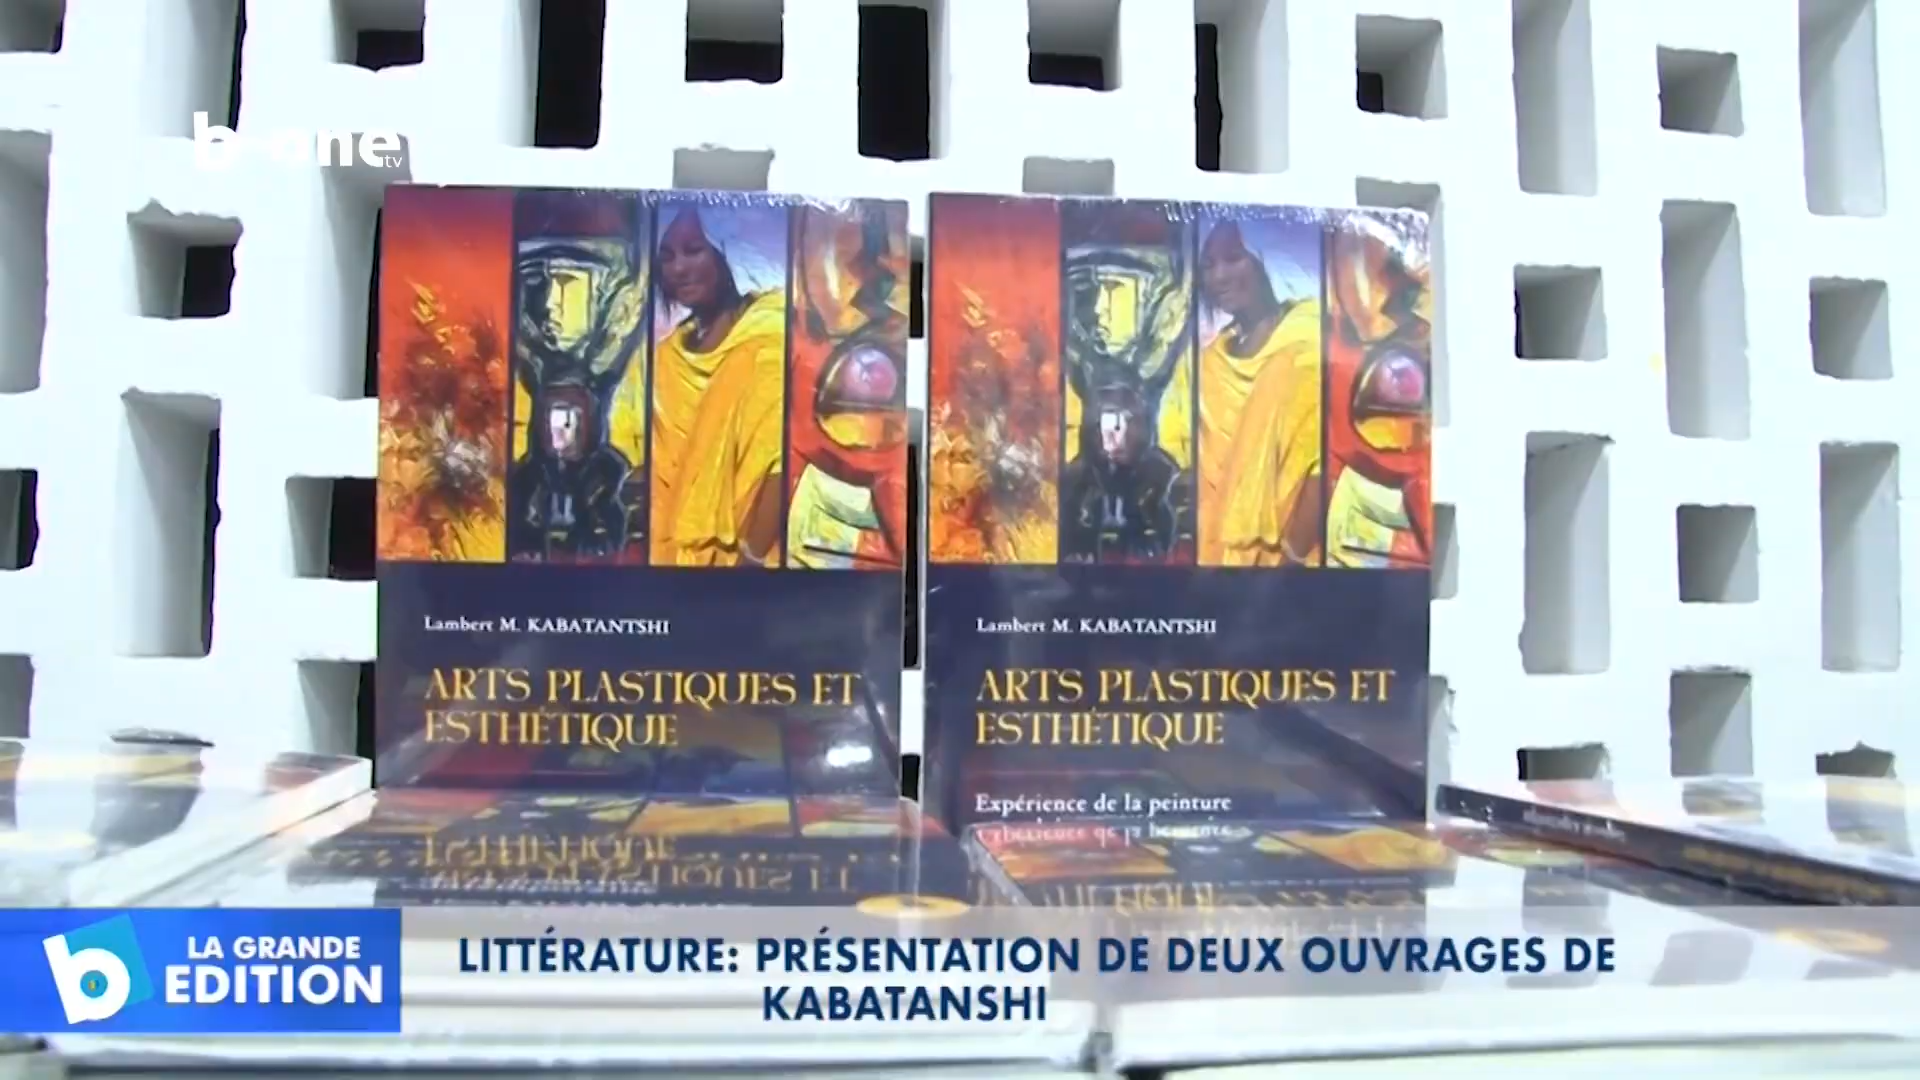 b-one tv
Lambert M. KABATANTSHI
ARTS PLASTIQUES ET
ESTHÉTIQUE
Lambert M. KABATANTSHI
ARTS PLASTIQUES ET
ESTHÉTIQUE
Expérience de la peinture
b LA GRANDE
EDITION
LITTÉRATURE: PRÉSENTATION DE DEUX OUVRAGES DE
KABATANSHI